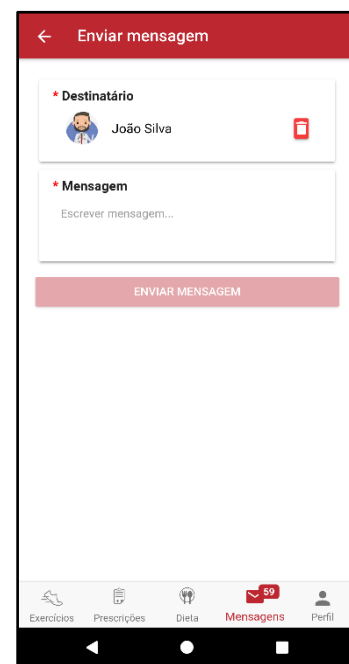 Enviar mensagem
* Destinatário
João Silva
* Mensagem
Escrever mensagem...
ENVIAR MENSAGEM
59
Exercícios Prescrições Dieta Mensagens Perfil